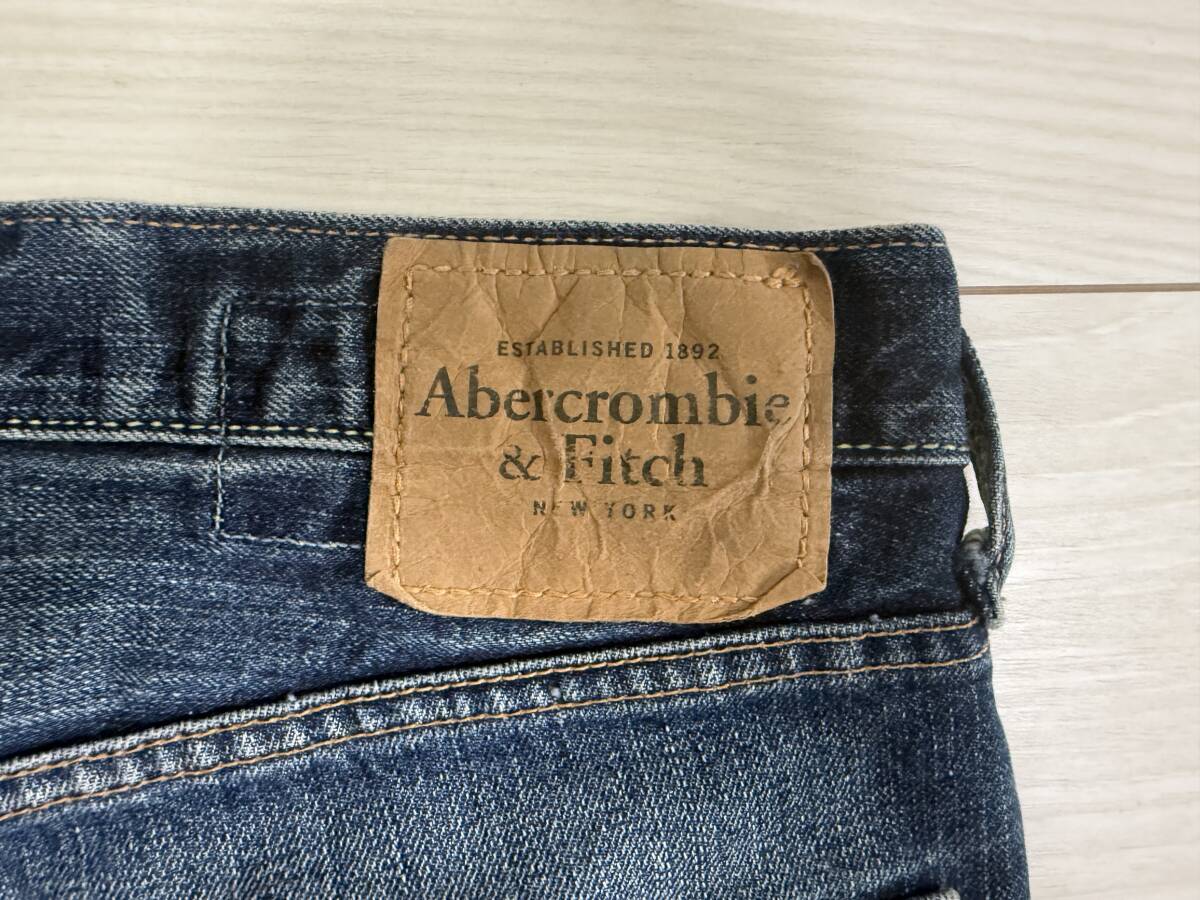 ESTABLISHED 1892
Abercrombie
& Fitch
NEW YORK